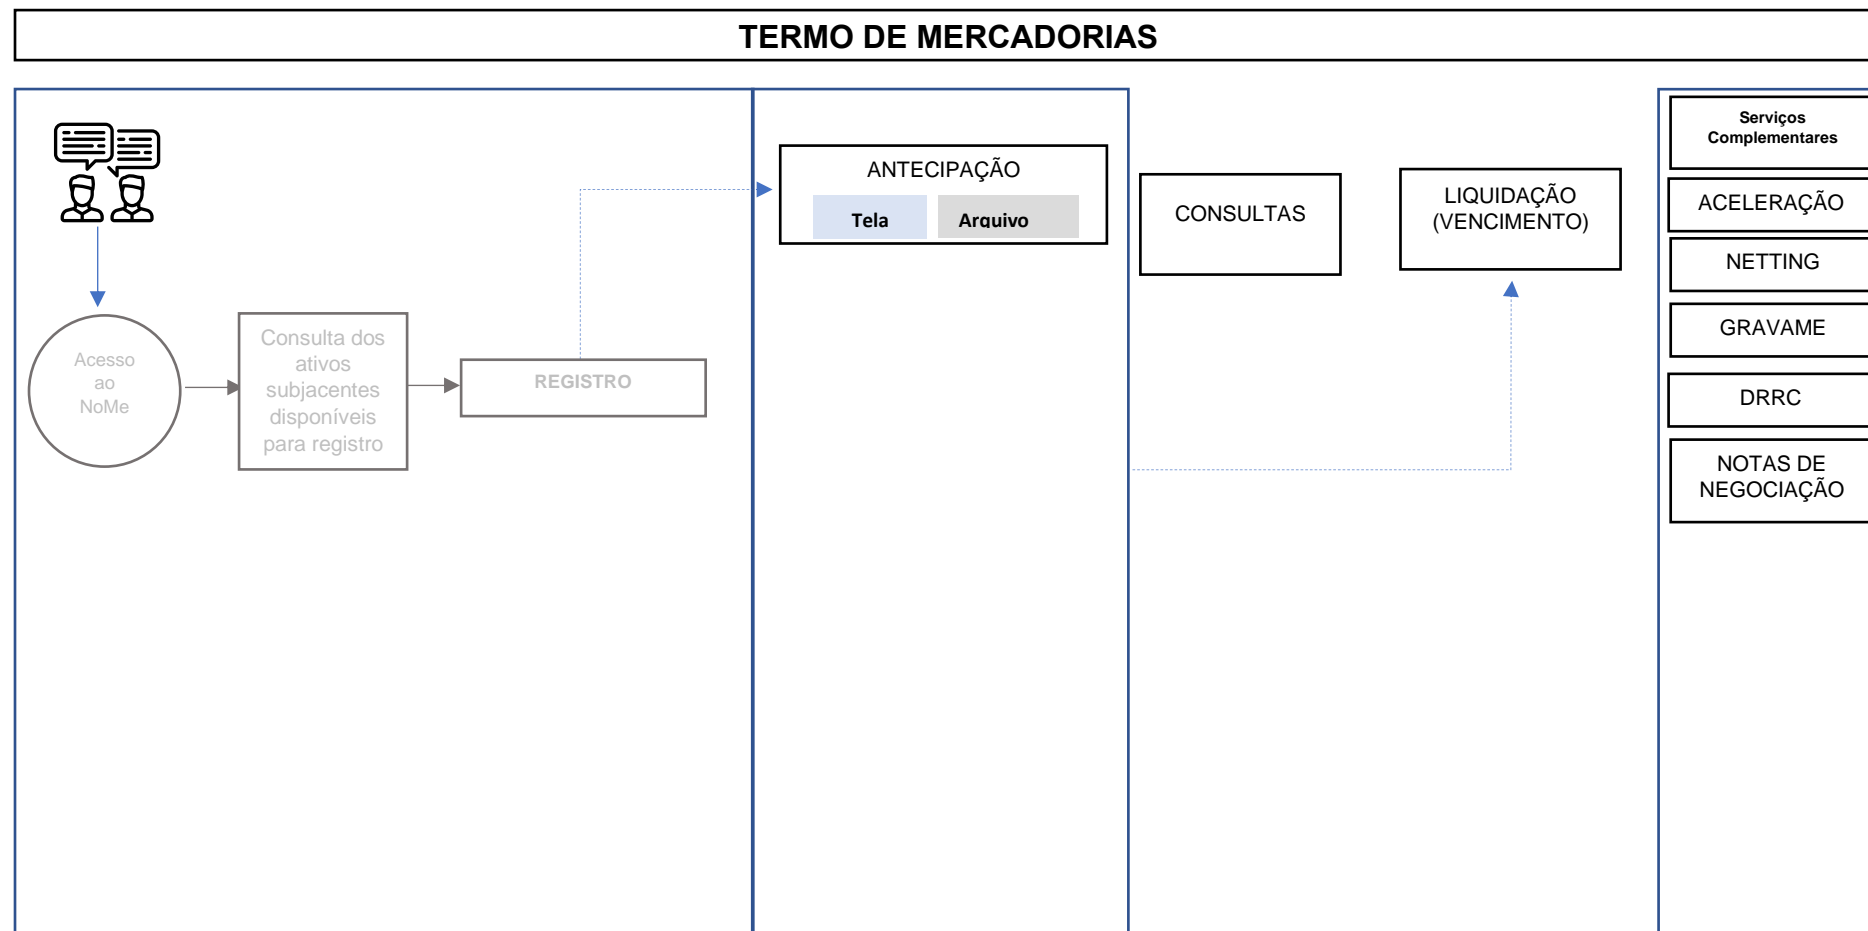 TERMO DE MERCADORIAS
Acesso
ao
NoMe
Consulta dos
ativos
subjacentes
disponíveis
para registro
REGISTRO
ANTECIPAÇÃO
Tela
Arquivo
CONSULTAS
LIQUIDAÇÃO
(VENCIMENTO)
Serviços
Complementares
ACELERAÇÃO
NETTING
GRAVAME
DRRC
NOTAS DE
NEGOCIAÇÃO